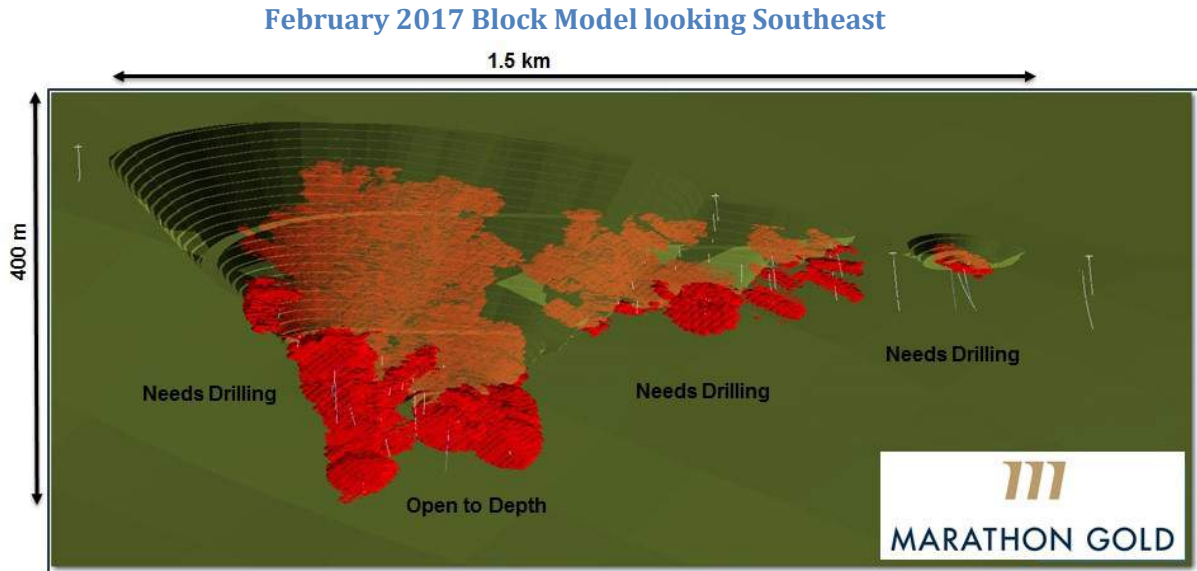 February 2017 Block Model looking Southeast
1.5 km
400 m
Needs Drilling
Needs Drilling
Needs Drilling
Open to Depth
MARATHON GOLD